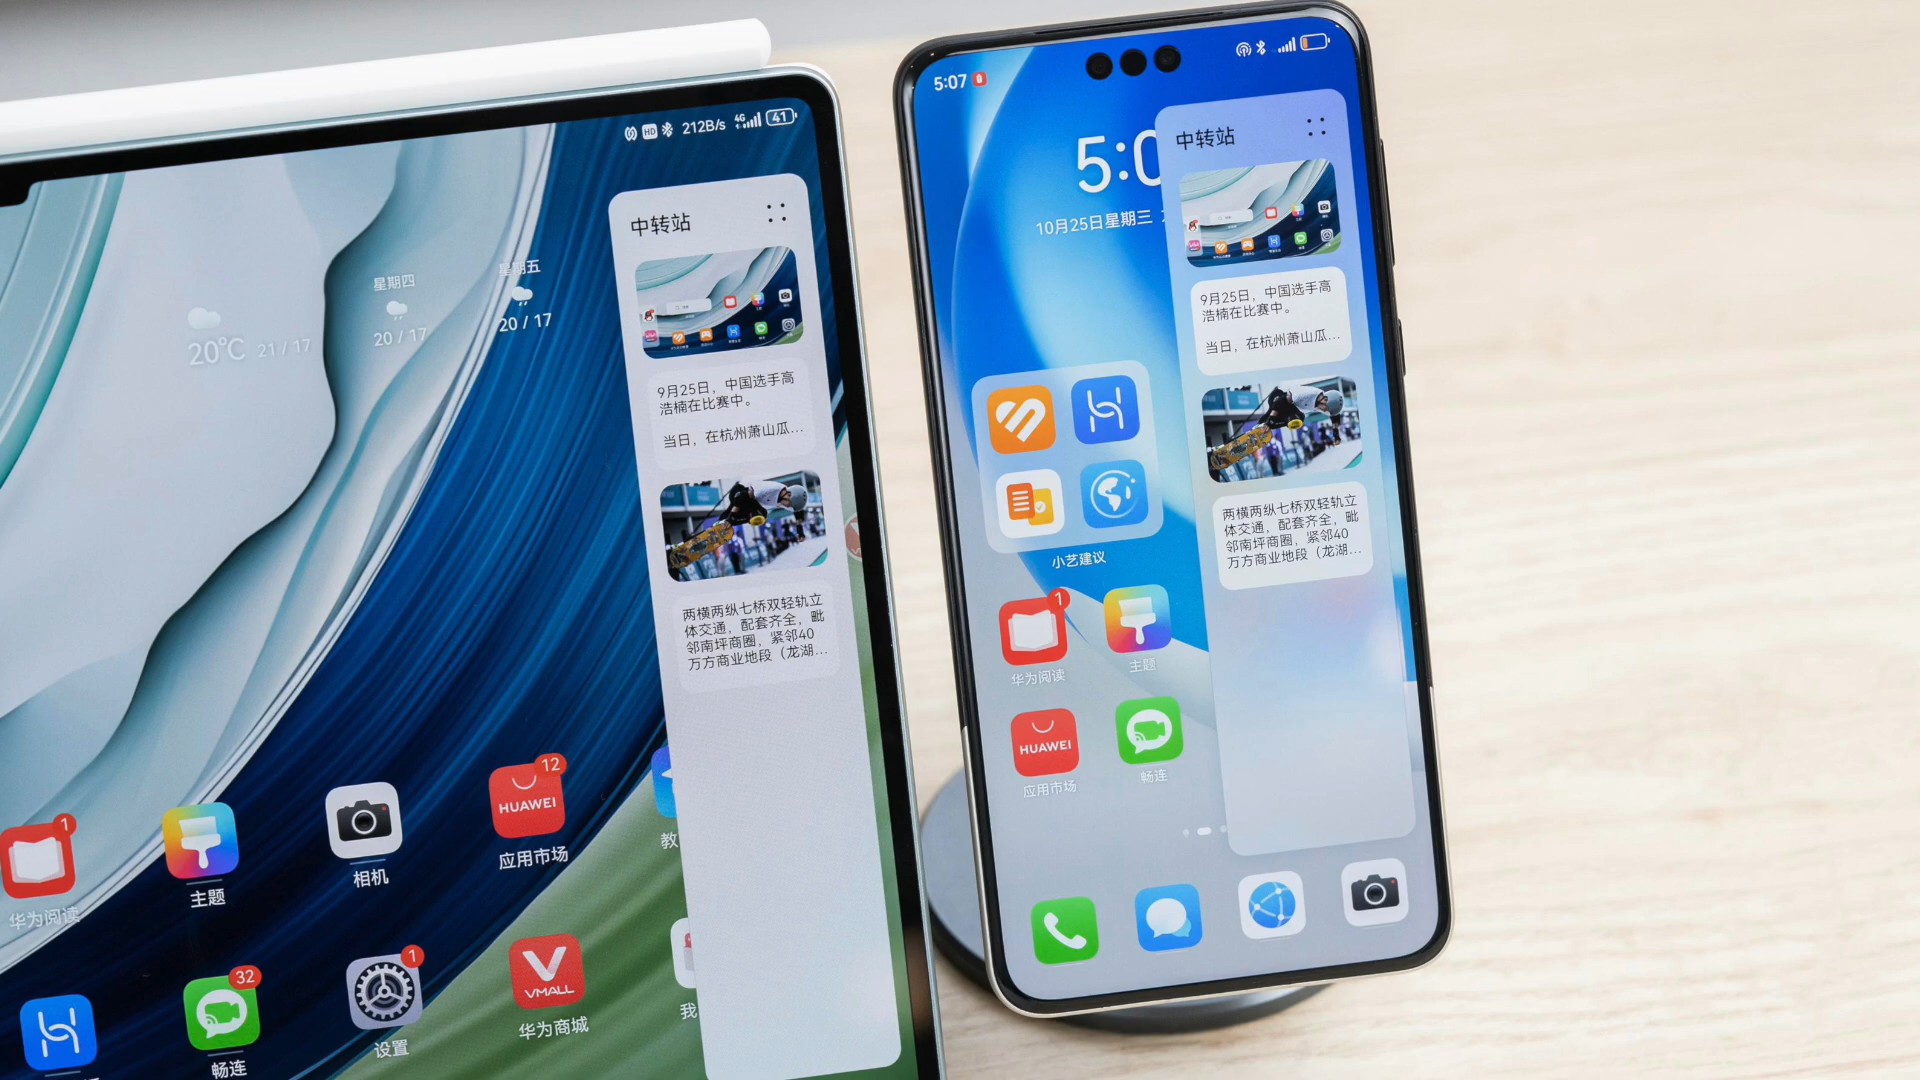 HD 212B/s 4G 41
中转站
9月25日，中国选手高
浩楠在比赛中。
当日，在杭州萧山瓜...
两横两纵七桥双轻轨立
体交通，配套齐全，毗
邻南坪商圈，紧邻40
万方商业地段（龙湖...
20℃ 21 / 17
星期四
20 / 17
星期五
20 / 17
1
华为阅读
主题
相机
12
HUAWEI
应用市场
教
32
畅连
1
设置
VMALL
华为商城
我
5:07
5:0
10月25日星期三
中转站
9月25日，中国选手高
浩楠在比赛中。
当日，在杭州萧山瓜...
两横两纵七桥双轻轨立
体交通，配套齐全，毗
邻南坪商圈，紧邻40
万方商业地段（龙湖...
小艺建议
1
华为阅读
主题
HUAWEI
应用市场
畅连